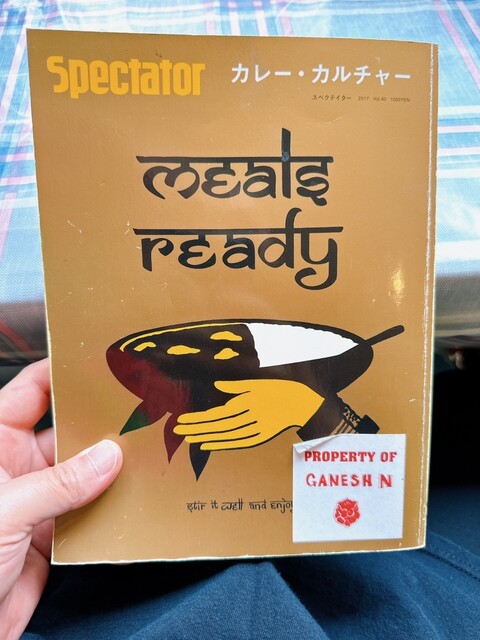 Spectator カレー・カルチャー
スペクテイター 2017 Vol.40 1000YEN
meals
ready
PROPERTY OF
GANESH N
stir it well and enjoy